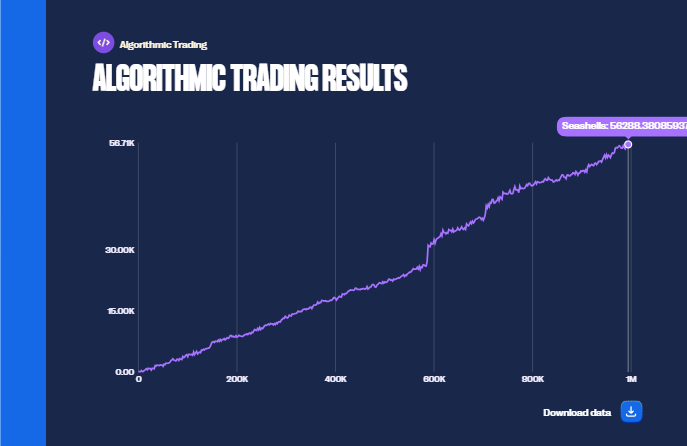 </>
Algorithmic Trading
ALGORITHMIC TRADING RESULTS
Seashells: 56288.3808593
56.71K
30.00K
15.00K
0.00
0 200K 400K 600K 800K 1M
Download data